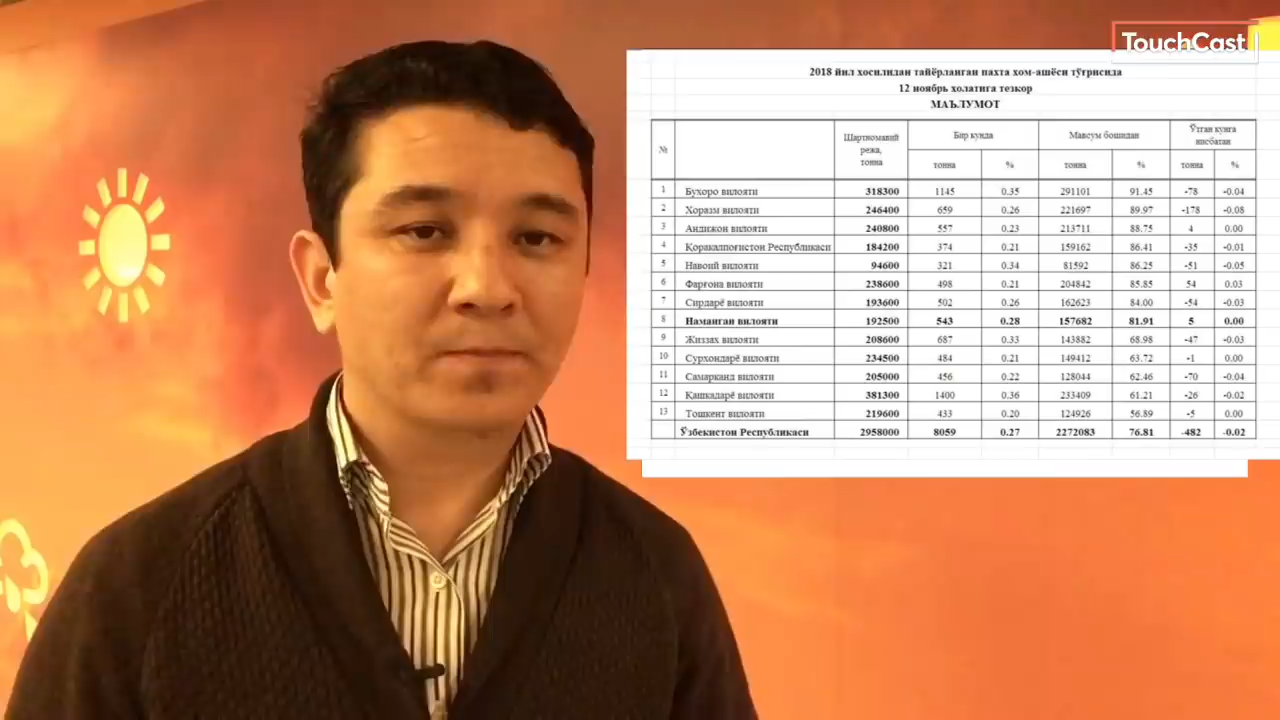 TouchCast
2018 йил хосилидан тайёрланган пахта хом-ашёси тўғрисида
12 ноябрь холатига тезкор
МАЪЛУМОТ
№ Шартномавий режа, тонна Бир кунда Мавсум бошидан Ўтган кунга нисбатан
тонна % тонна % тонна %
1 Бухоро вилояти 318300 1145 0.35 291101 91.45 -78 -0.04
2 Хоразм вилояти 246400 659 0.26 221697 89.97 -178 -0.08
3 Андижон вилояти 240800 557 0.23 213711 88.75 4 0.00
4 Қорақалпоғистон Республикаси 184200 374 0.21 159162 86.41 -35 -0.01
5 Навоий вилояти 94600 321 0.34 81592 86.25 -51 -0.05
6 Фарғона вилояти 238600 498 0.21 204842 85.85 54 0.03
7 Сирдарё вилояти 193600 502 0.26 162623 84.00 -54 -0.03
8 Наманган вилояти 192500 543 0.28 157682 81.91 5 0.00
9 Жиззах вилояти 208600 687 0.33 143882 68.98 -47 -0.03
10 Сурхондарё вилояти 234500 484 0.21 149412 63.72 -1 0.00
11 Самарканд вилояти 205000 456 0.22 128044 62.46 -70 -0.04
12 Қашкадарё вилояти 381300 1400 0.36 233409 61.21 -26 -0.02
13 Тошкент вилояти 219600 433 0.20 124926 56.89 -5 0.00
Ўзбекистон Республикаси 2958000 8059 0.27 2272083 76.81 -482 -0.02